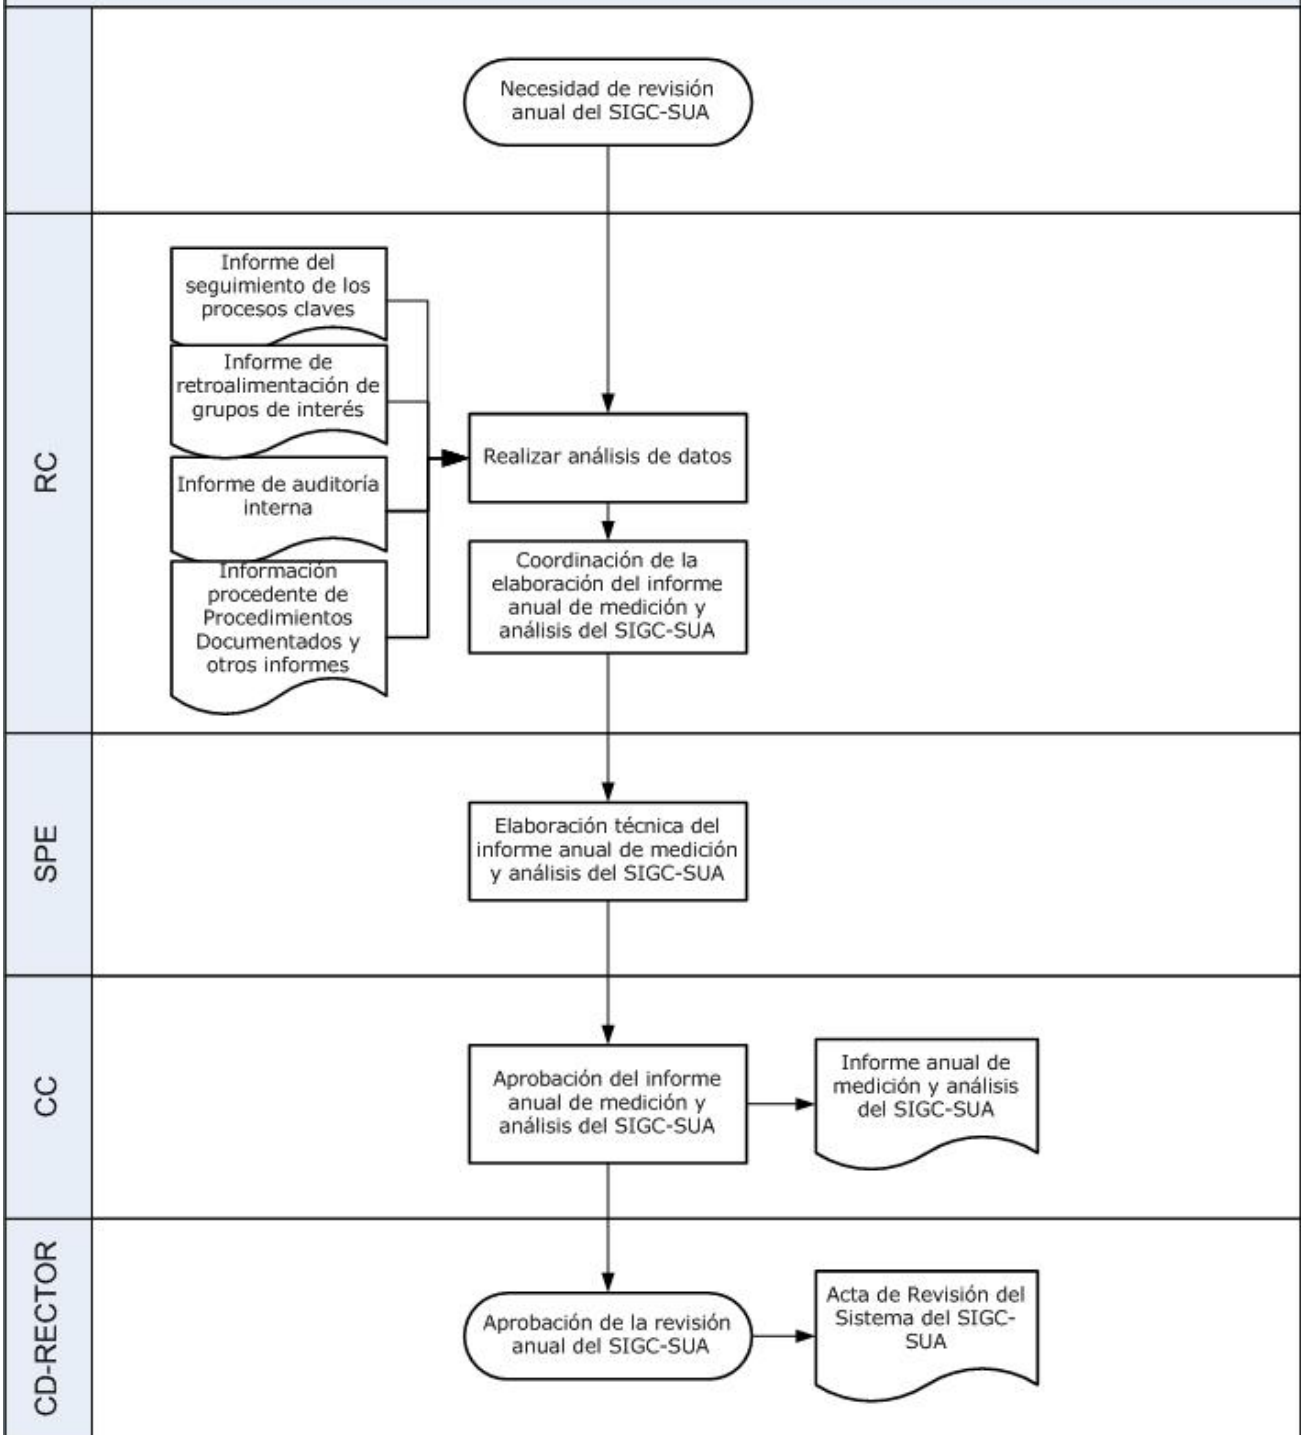 Necesidad de revisión
anual del SIGC-SUA
RC
Informe del
seguimiento de los
procesos claves
Informe de
retroalimentación de
grupos de interés
Informe de auditoría
interna
Información
procedente de
Procedimientos
Documentados y
otros informes
Realizar análisis de datos
Coordinación de la
elaboración del informe
anual de medición y
análisis del SIGC-SUA
SPE
Elaboración técnica del
informe anual de medición
y análisis del SIGC-SUA
CC
Aprobación del informe
anual de medición y
análisis del SIGC-SUA
Informe anual de
medición y análisis
del SIGC-SUA
CD-RECTOR
Aprobación de la revisión
anual del SIGC-SUA
Acta de Revisión del
Sistema del SIGC-
SUA